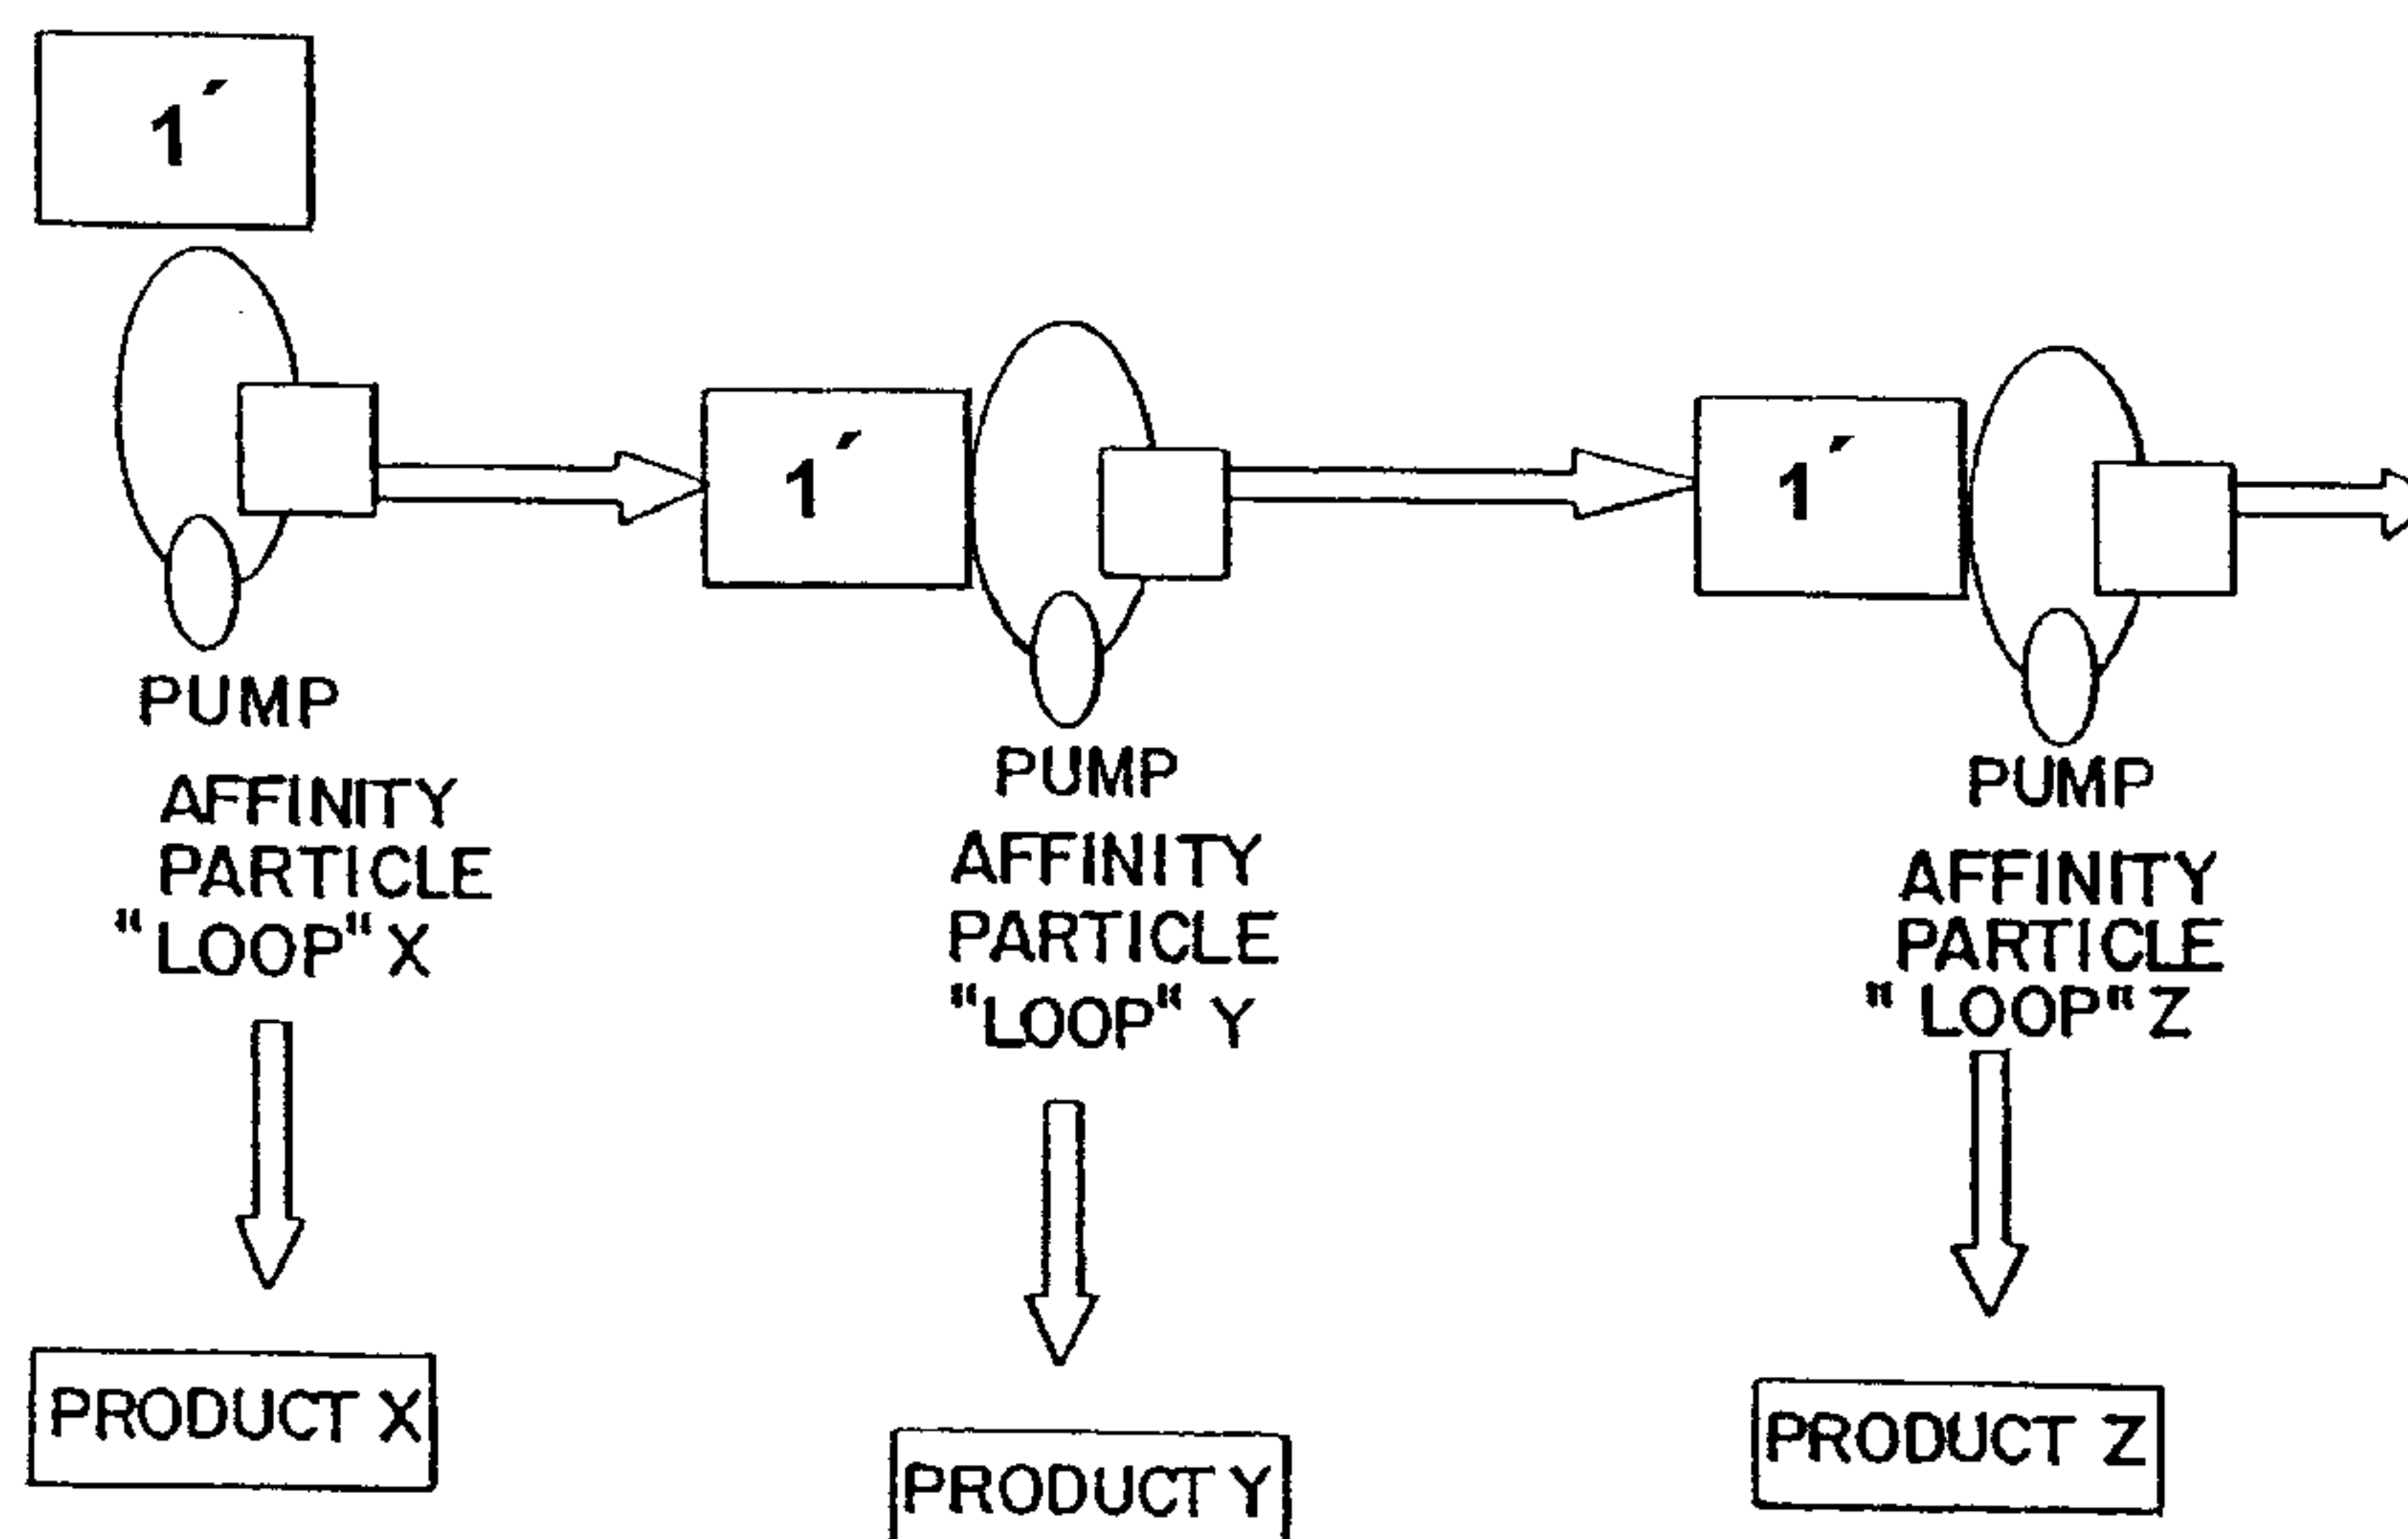 1´
1´
1´
PUMP
AFFINITY
PARTICLE
"LOOP" X
PUMP
AFFINITY
PARTICLE
"LOOP" Y
PUMP
AFFINITY
PARTICLE
"LOOP" Z
PRODUCT X
PRODUCT Y
PRODUCT Z